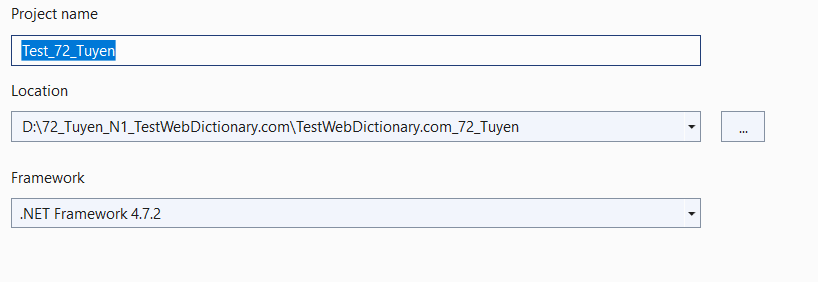 Project name
Test_72_Tuyen
Location
D:\72_Tuyen_N1_TestWebDictionary.com\TestWebDictionary.com_72_Tuyen
...
Framework
.NET Framework 4.7.2